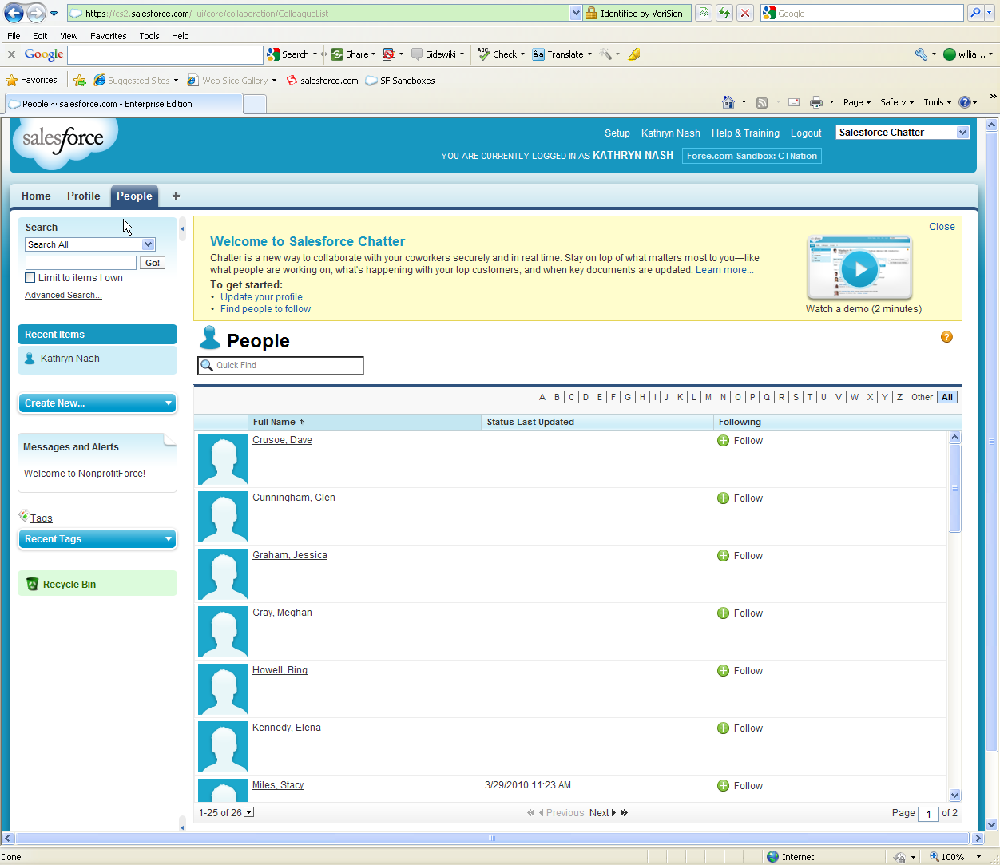 https://cs2.salesforce.com/_ui/core/collaboration/ColleagueList
Identified by VeriSign
Google
File Edit View Favorites Tools Help
x Google Search Share Sidewiki ABC Check Translate willia...
Favorites Suggested Sites Web Slice Gallery salesforce.com SF Sandboxes
People ~ salesforce.com - Enterprise Edition
Page Safety Tools
salesforce
Setup Kathryn Nash Help & Training Logout Salesforce Chatter
YOU ARE CURRENTLY LOGGED IN AS KATHRYN NASH Force.com Sandbox: CTNation
Home Profile People +
Search
Search All
Go!
Limit to items I own
Advanced Search...
Recent Items
Kathryn Nash
Create New...
Messages and Alerts
Welcome to NonprofitForce!
Tags
Recent Tags
Recycle Bin
Close
Welcome to Salesforce Chatter
Chatter is a new way to collaborate with your coworkers securely and in real time. Stay on top of what matters most to you—like
what people are working on, what's happening with your top customers, and when key documents are updated. Learn more...
To get started:
• Update your profile
• Find people to follow
Watch a demo (2 minutes)
People
?
Quick Find
A | B | C | D | E | F | G | H | I | J | K | L | M | N | O | P | Q | R | S | T | U | V | W | X | Y | Z | Other | All
Full Name Status Last Updated Following
Crusoe, Dave Follow
Cunningham, Glen Follow
Graham, Jessica Follow
Gray, Meghan Follow
Howell, Bing Follow
Kennedy, Elena Follow
Miles, Stacy 3/29/2010 11:23 AM Follow
1-25 of 26 Previous Next Page 1 of 2
Done Internet 100%